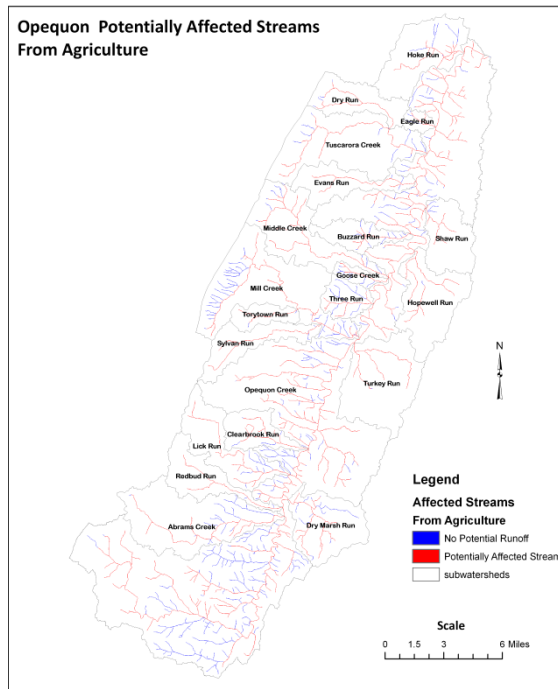 Opequon Potentially Affected Streams
From Agriculture
Hoke Run
Dry Run
Eagle Run
Tuscarora Creek
Evans Run
Middle Creek
Buzzard Run
Shaw Run
Goose Creek
Mill Creek
Three Run
Hopewell Run
Torytown Run
Sylvan Run
N
Turkey Run
Opequon Creek
Clearbrook Run
Lick Run
Redbud Run
Abrams Creek
Dry Marsh Run
Legend
Affected Streams
From Agriculture
No Potential Runoff
Potentially Affected Stream
subwatersheds
Scale
0 1.5 3 6 Miles